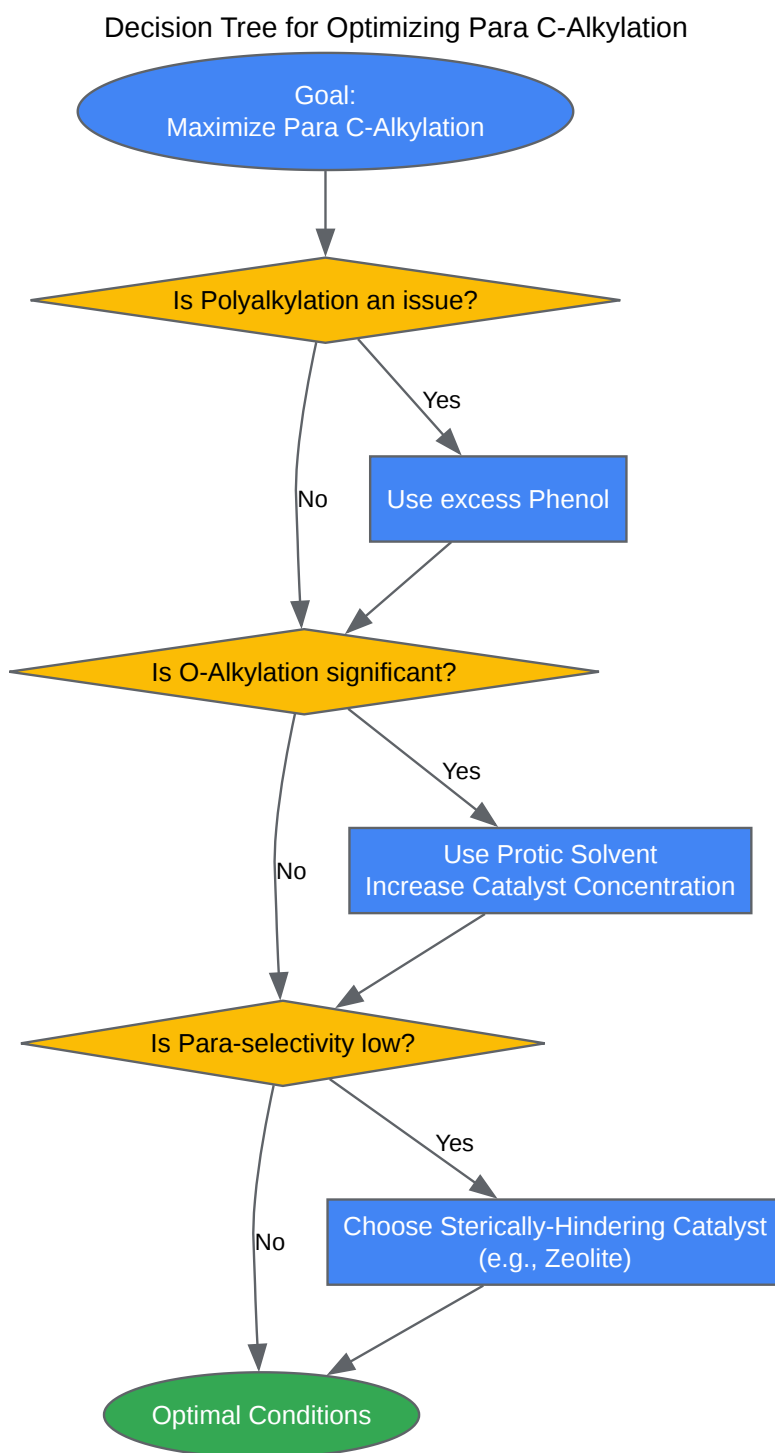 Decision Tree for Optimizing Para C-Alkylation
Goal:
Maximize Para C-Alkylation
Is Polyalkylation an issue?
Yes
No
Use excess Phenol
Is O-Alkylation significant?
Yes
No
Use Protic Solvent
Increase Catalyst Concentration
Is Para-selectivity low?
Yes
No
Choose Sterically-Hindering Catalyst
(e.g., Zeolite)
Optimal Conditions